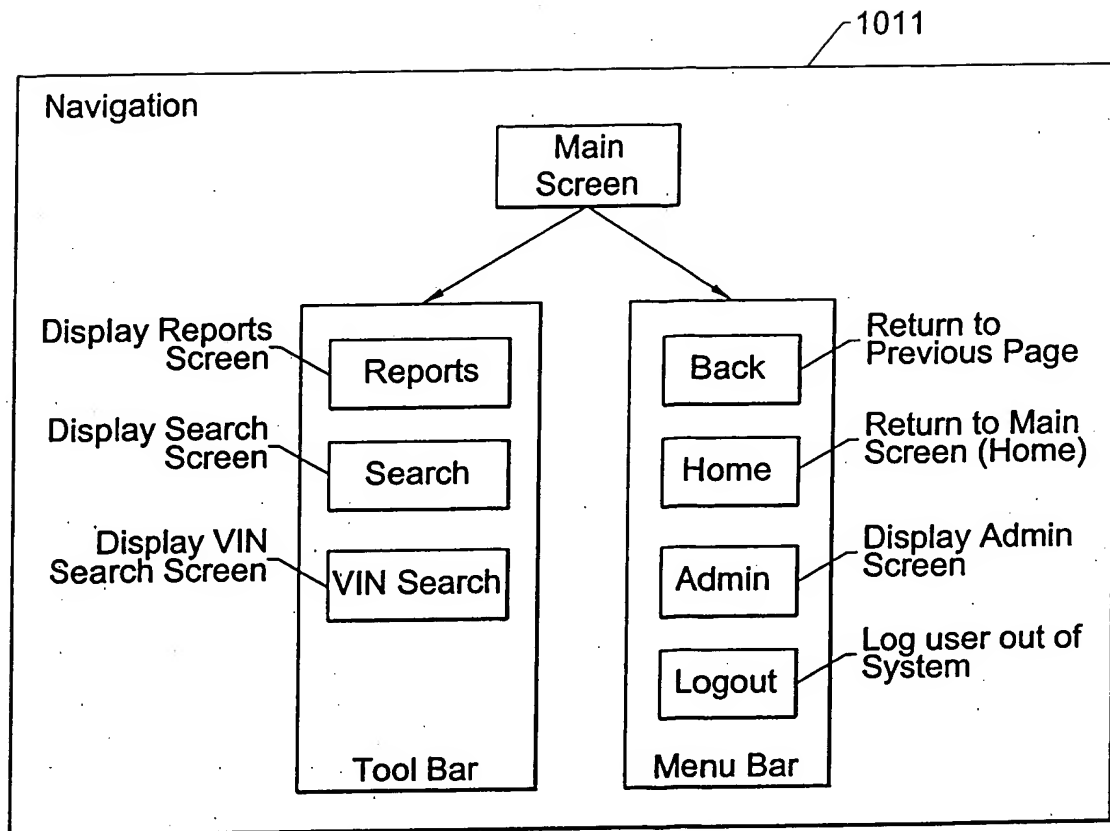 1011
Navigation
Main
Screen
Display Reports
Screen
Reports
Display Search
Screen
Search
Display VIN
Search Screen
VIN Search
Tool Bar
Back
Return to
Previous Page
Home
Return to Main
Screen (Home)
Admin
Display Admin
Screen
Logout
Log user out of
System
Menu Bar